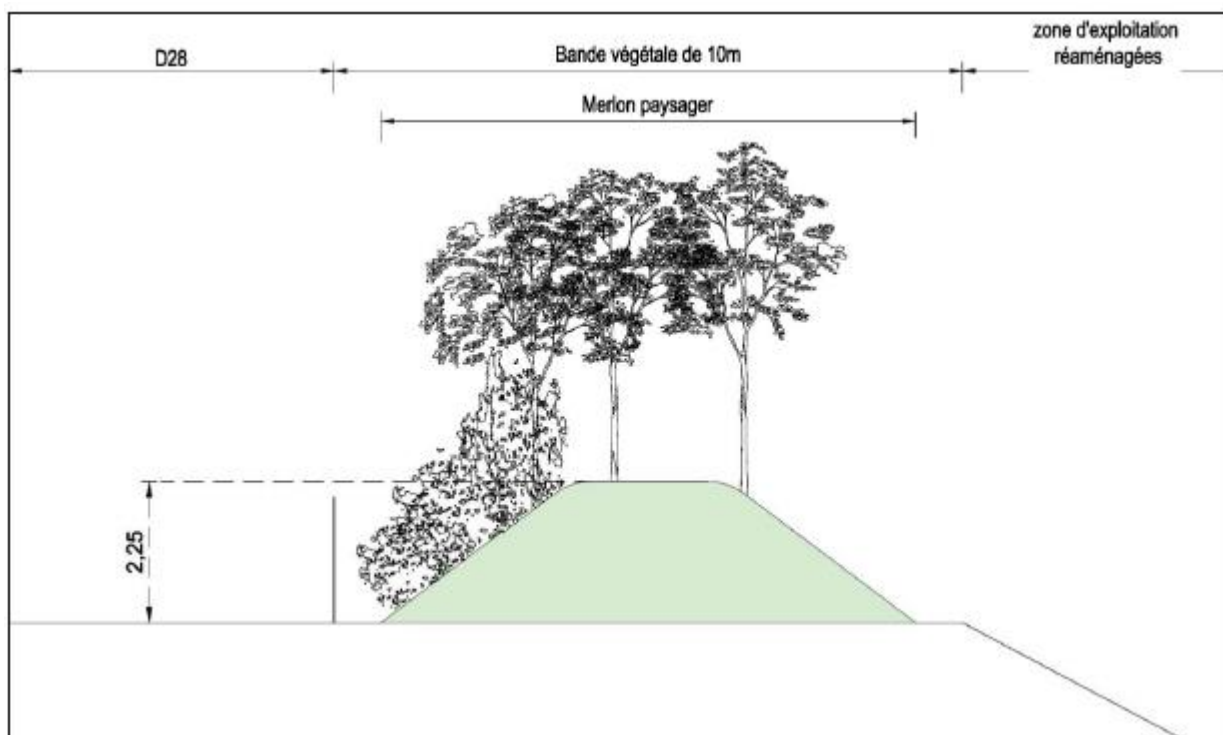 zone d'exploitation
réaménagées
D28
Bande végétale de 10m
Merlon paysager
2,25